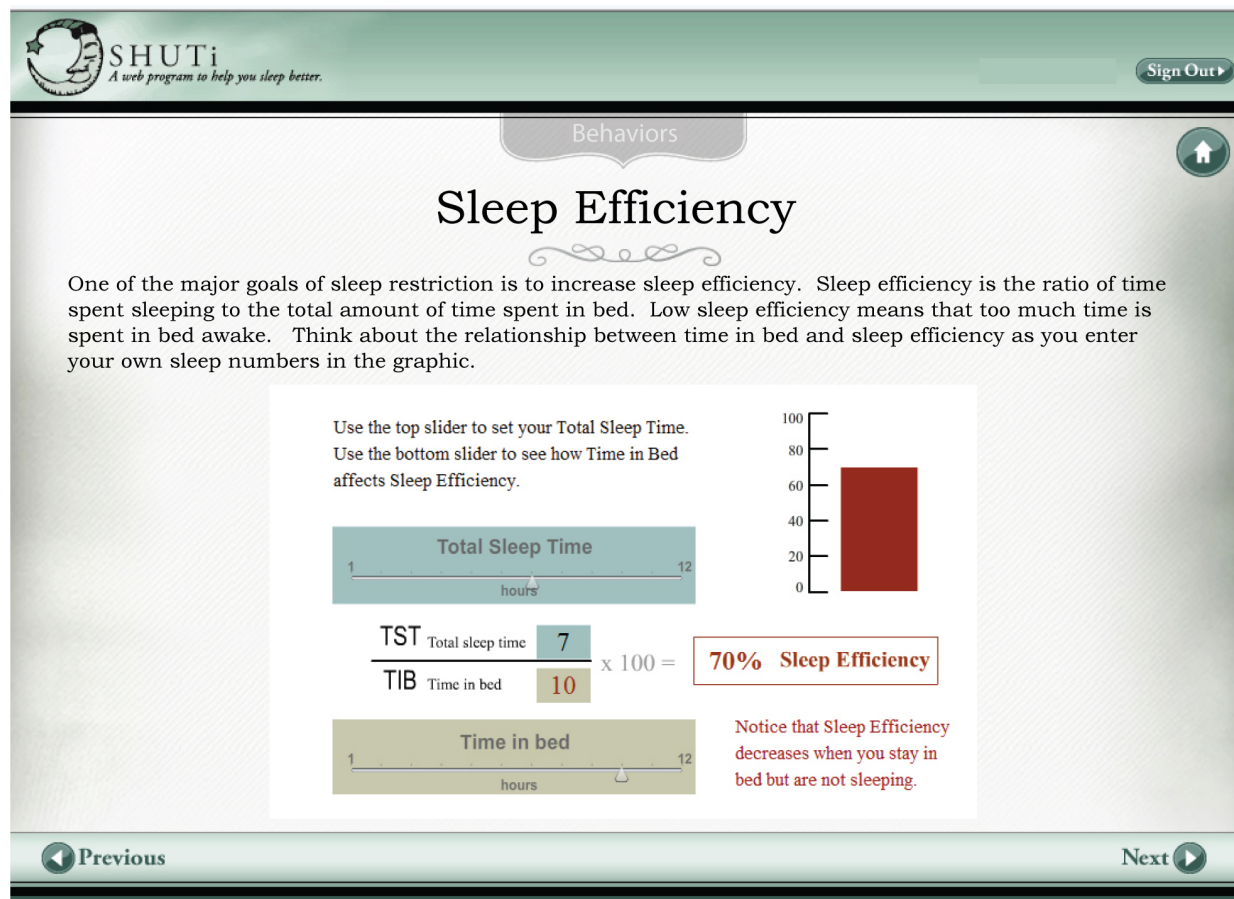 SHUTi
A web program to help you sleep better.
Sign Out
Behaviors
Sleep Efficiency
One of the major goals of sleep restriction is to increase sleep efficiency.  Sleep efficiency is the ratio of time
spent sleeping to the total amount of time spent in bed.  Low sleep efficiency means that too much time is
spent in bed awake.   Think about the relationship between time in bed and sleep efficiency as you enter
your own sleep numbers in the graphic.
Use the top slider to set your Total Sleep Time.
Use the bottom slider to see how Time in Bed
affects Sleep Efficiency.
100
80
60
40
20
0
Total Sleep Time
1 12
hours
TST Total sleep time 7
x 100 = 70% Sleep Efficiency
TIB Time in bed 10
Time in bed
1 12
hours
Notice that Sleep Efficiency
decreases when you stay in
bed but are not sleeping.
Previous
Next